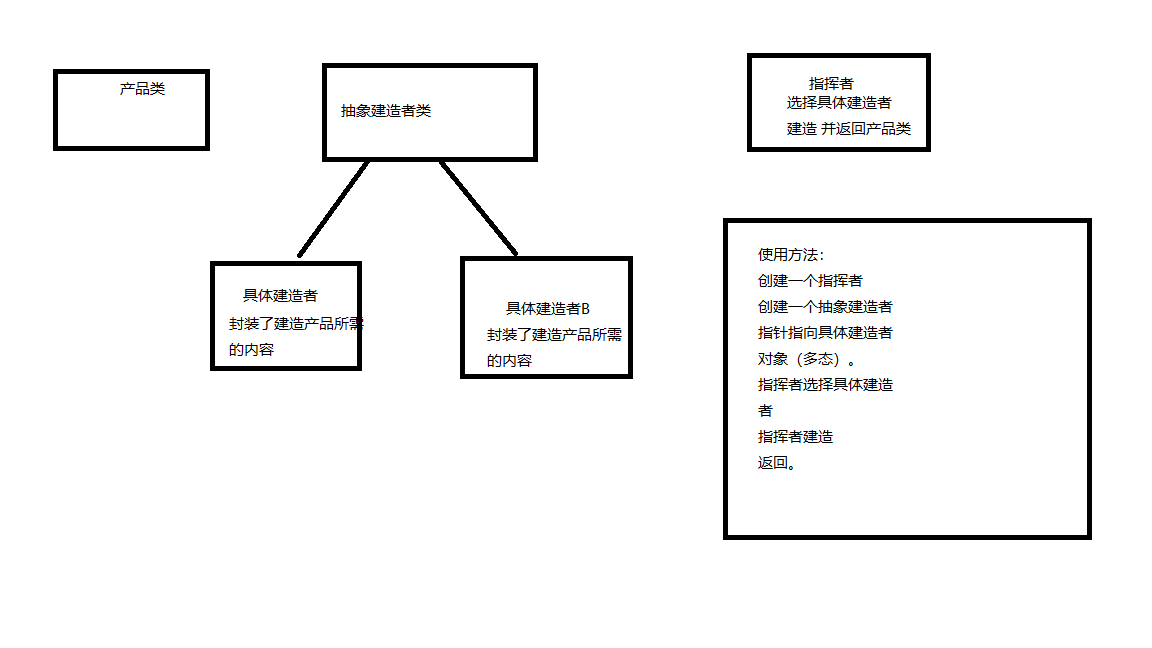 产品类
抽象建造者类
指挥者
选择具体建造者
建造 并返回产品类
具体建造者
封装了建造产品所需
的内容
具体建造者B
封装了建造产品所需
的内容
使用方法：
创建一个指挥者
创建一个抽象建造者
指针指向具体建造者
对象（多态）。
指挥者选择具体建造
者
指挥者建造
返回。